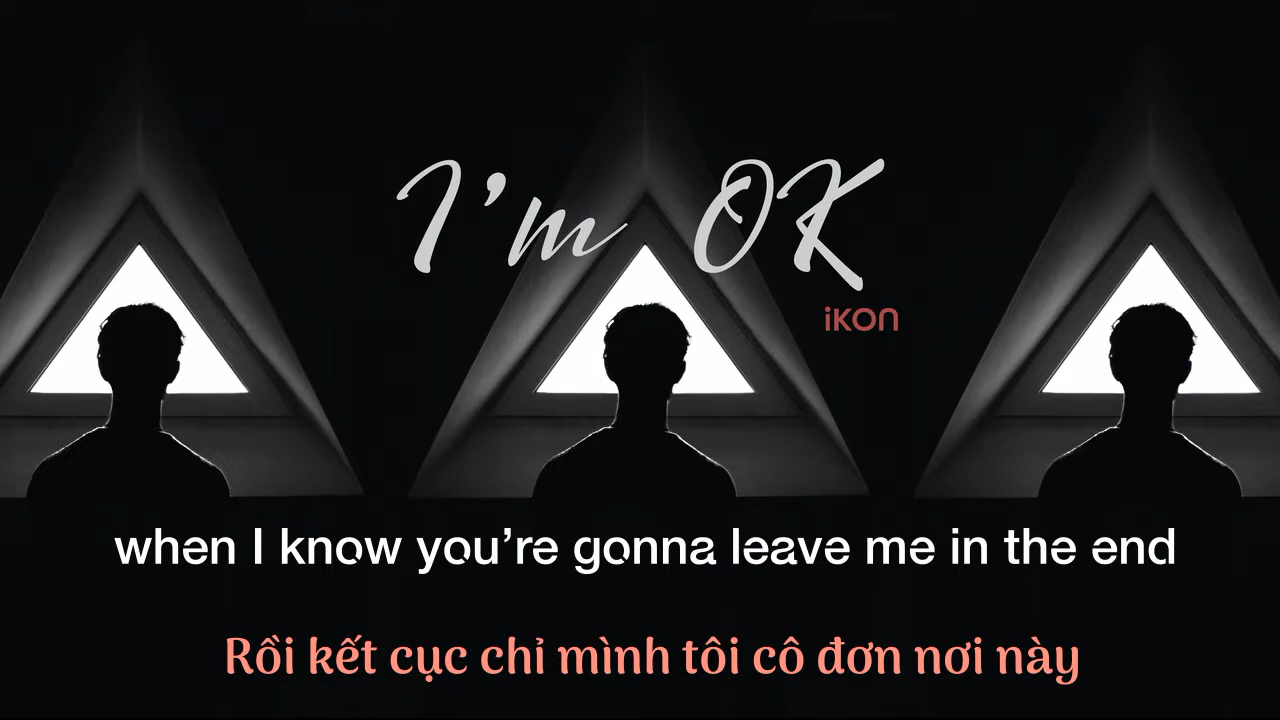 I'm OK
iKON
when I know you're gonna leave me in the end
Rồi kết cục chỉ mình tôi cô đơn nơi này